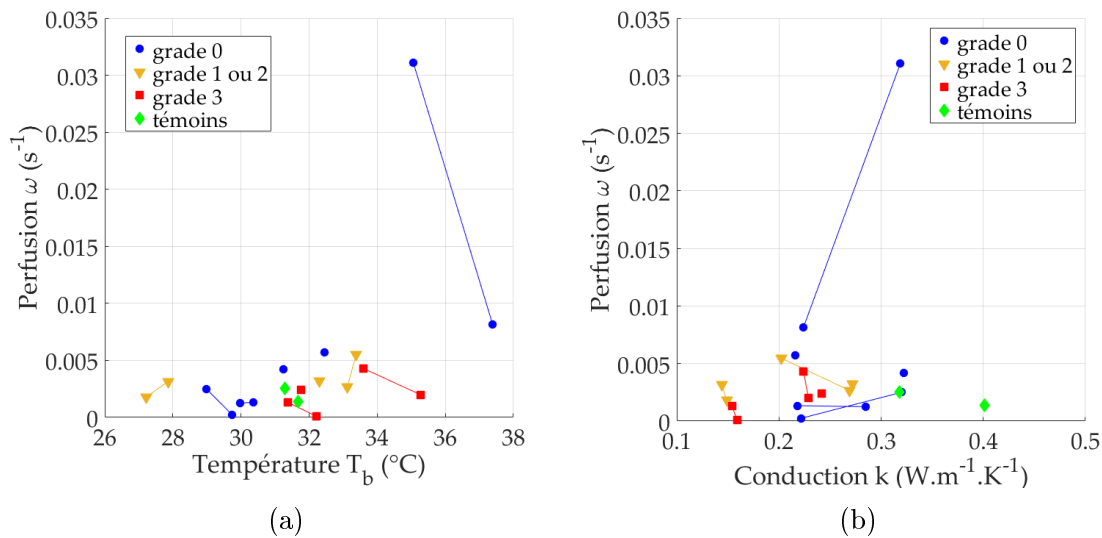 0.035
0.03
0.025
0.02
0.015
0.01
0.005
0
Perfusion ω (s⁻¹)
grade 0
grade 1 ou 2
grade 3
témoins
26 28 30 32 34 36 38
Température T_b (°C)
(a)
0.035
0.03
0.025
0.02
0.015
0.01
0.005
0
Perfusion ω (s⁻¹)
grade 0
grade 1 ou 2
grade 3
témoins
0.1 0.2 0.3 0.4 0.5
Conduction k (W.m⁻¹.K⁻¹)
(b)